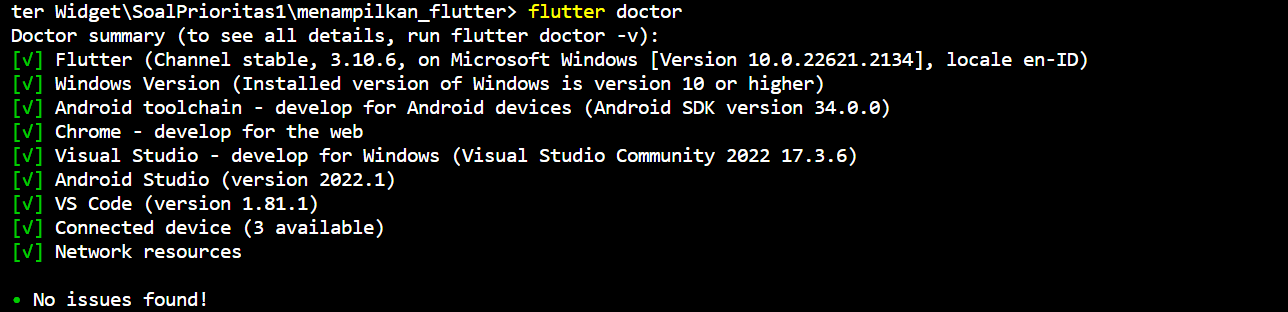 ter Widget\SoalPrioritas1\menampilkan_flutter> flutter doctor
Doctor summary (to see all details, run flutter doctor -v):
[√] Flutter (Channel stable, 3.10.6, on Microsoft Windows [Version 10.0.22621.2134], locale en-ID)
[√] Windows Version (Installed version of Windows is version 10 or higher)
[√] Android toolchain - develop for Android devices (Android SDK version 34.0.0)
[√] Chrome - develop for the web
[√] Visual Studio - develop for Windows (Visual Studio Community 2022 17.3.6)
[√] Android Studio (version 2022.1)
[√] VS Code (version 1.81.1)
[√] Connected device (3 available)
[√] Network resources
• No issues found!